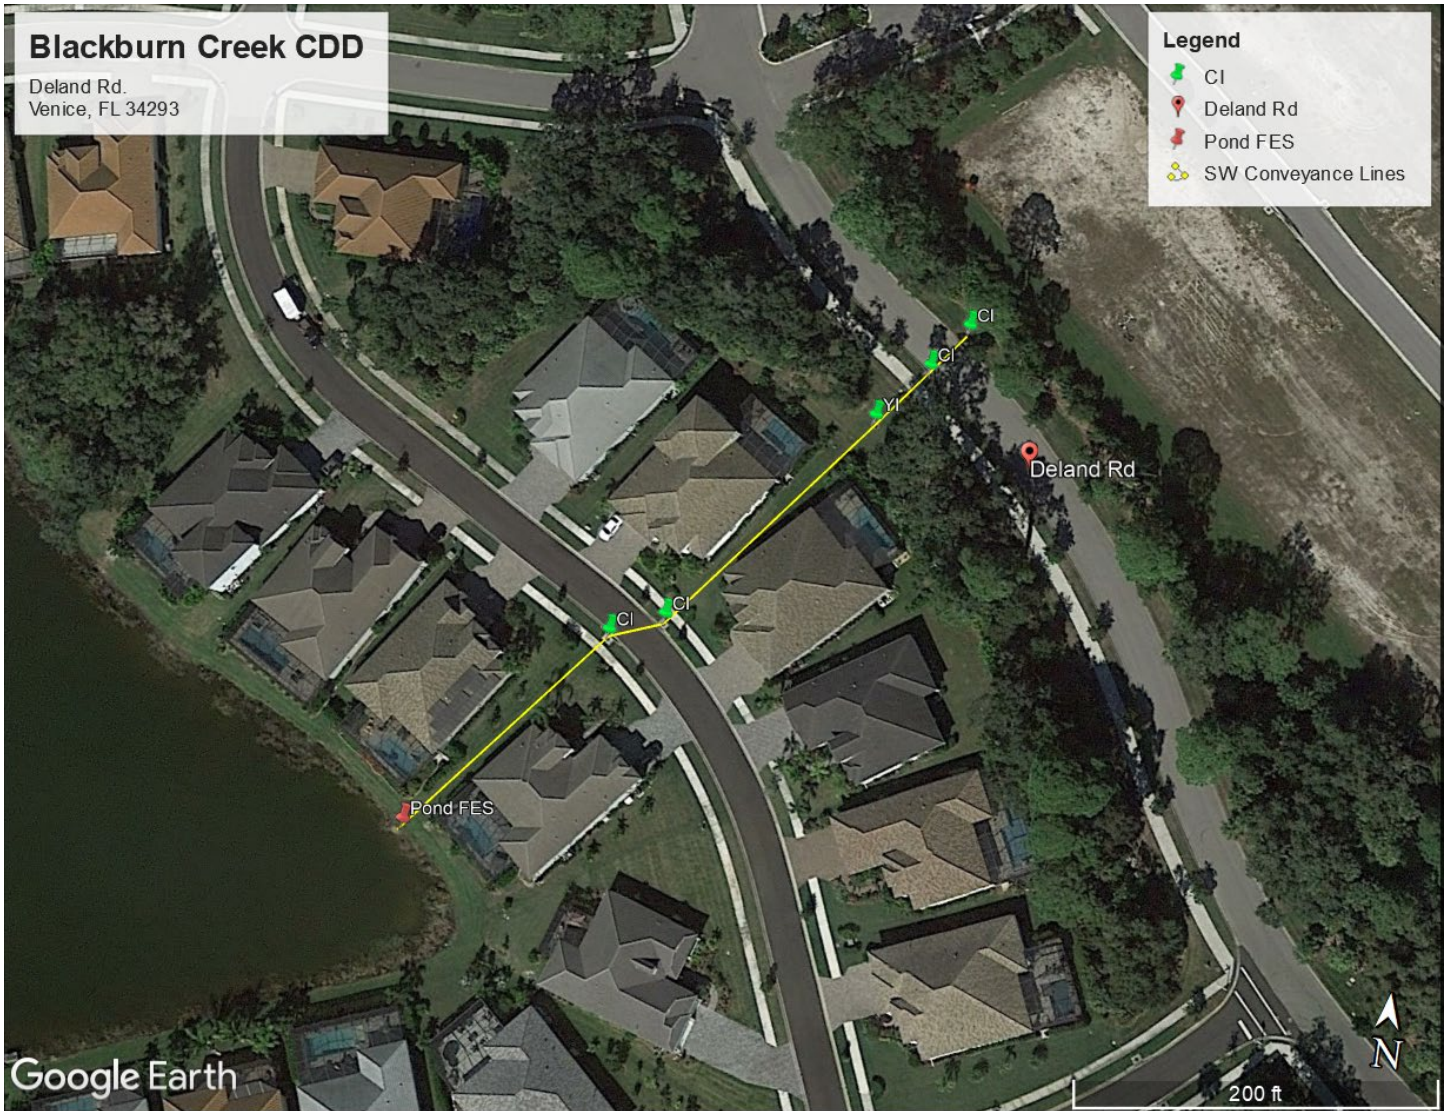 Blackburn Creek CDD
Deland Rd.
Venice, FL 34293
Legend
CI
Deland Rd
Pond FES
SW Conveyance Lines
CI
CI
YI
Deland Rd
CI
CI
Pond FES
Google Earth
N
200 ft